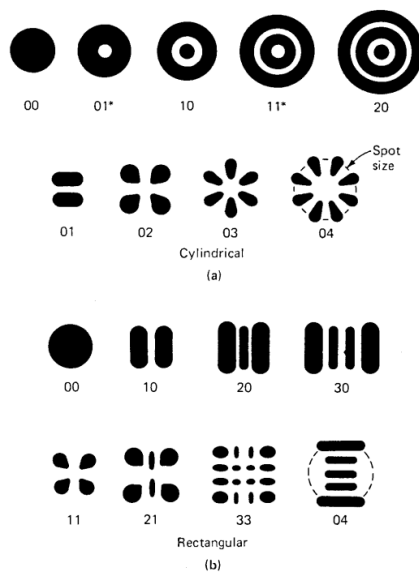 00 01* 10 11* 20
Spot
size
01 02 03 04
Cylindrical
(a)
00 10 20 30
11 21 33 04
Rectangular
(b)